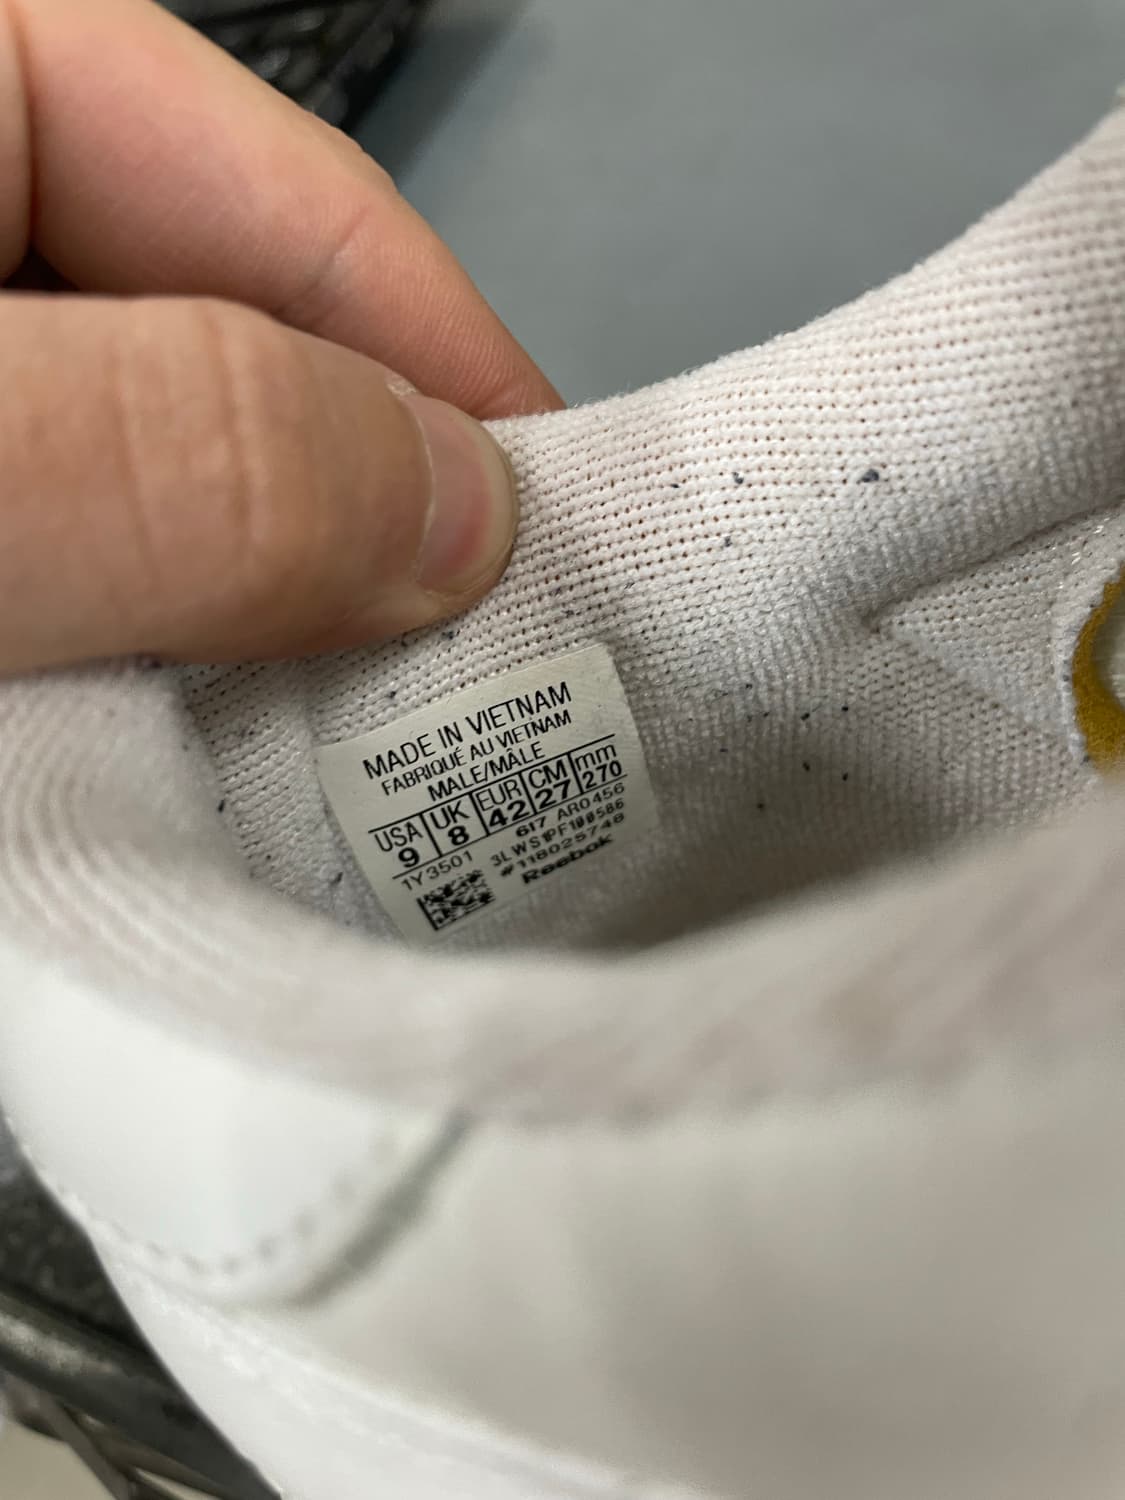 MADE IN VIETNAM
FABRIQUÉ AU VIETNAM
MALE/MÂLE
USA UK EUR CM mm
9 8 42 27 270
1Y3501 617 AR0456
3LWS1PF100586
#118025748
Reebok